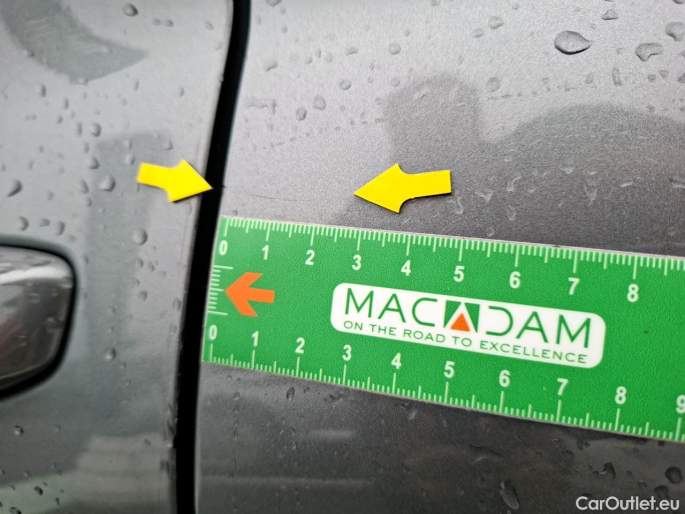 0 1 2 3 4 5 6 7 8
MACADAM
ON THE ROAD TO EXCELLENCE
0 1 2 3 4 5 6 7 8 9
CarOutlet.eu